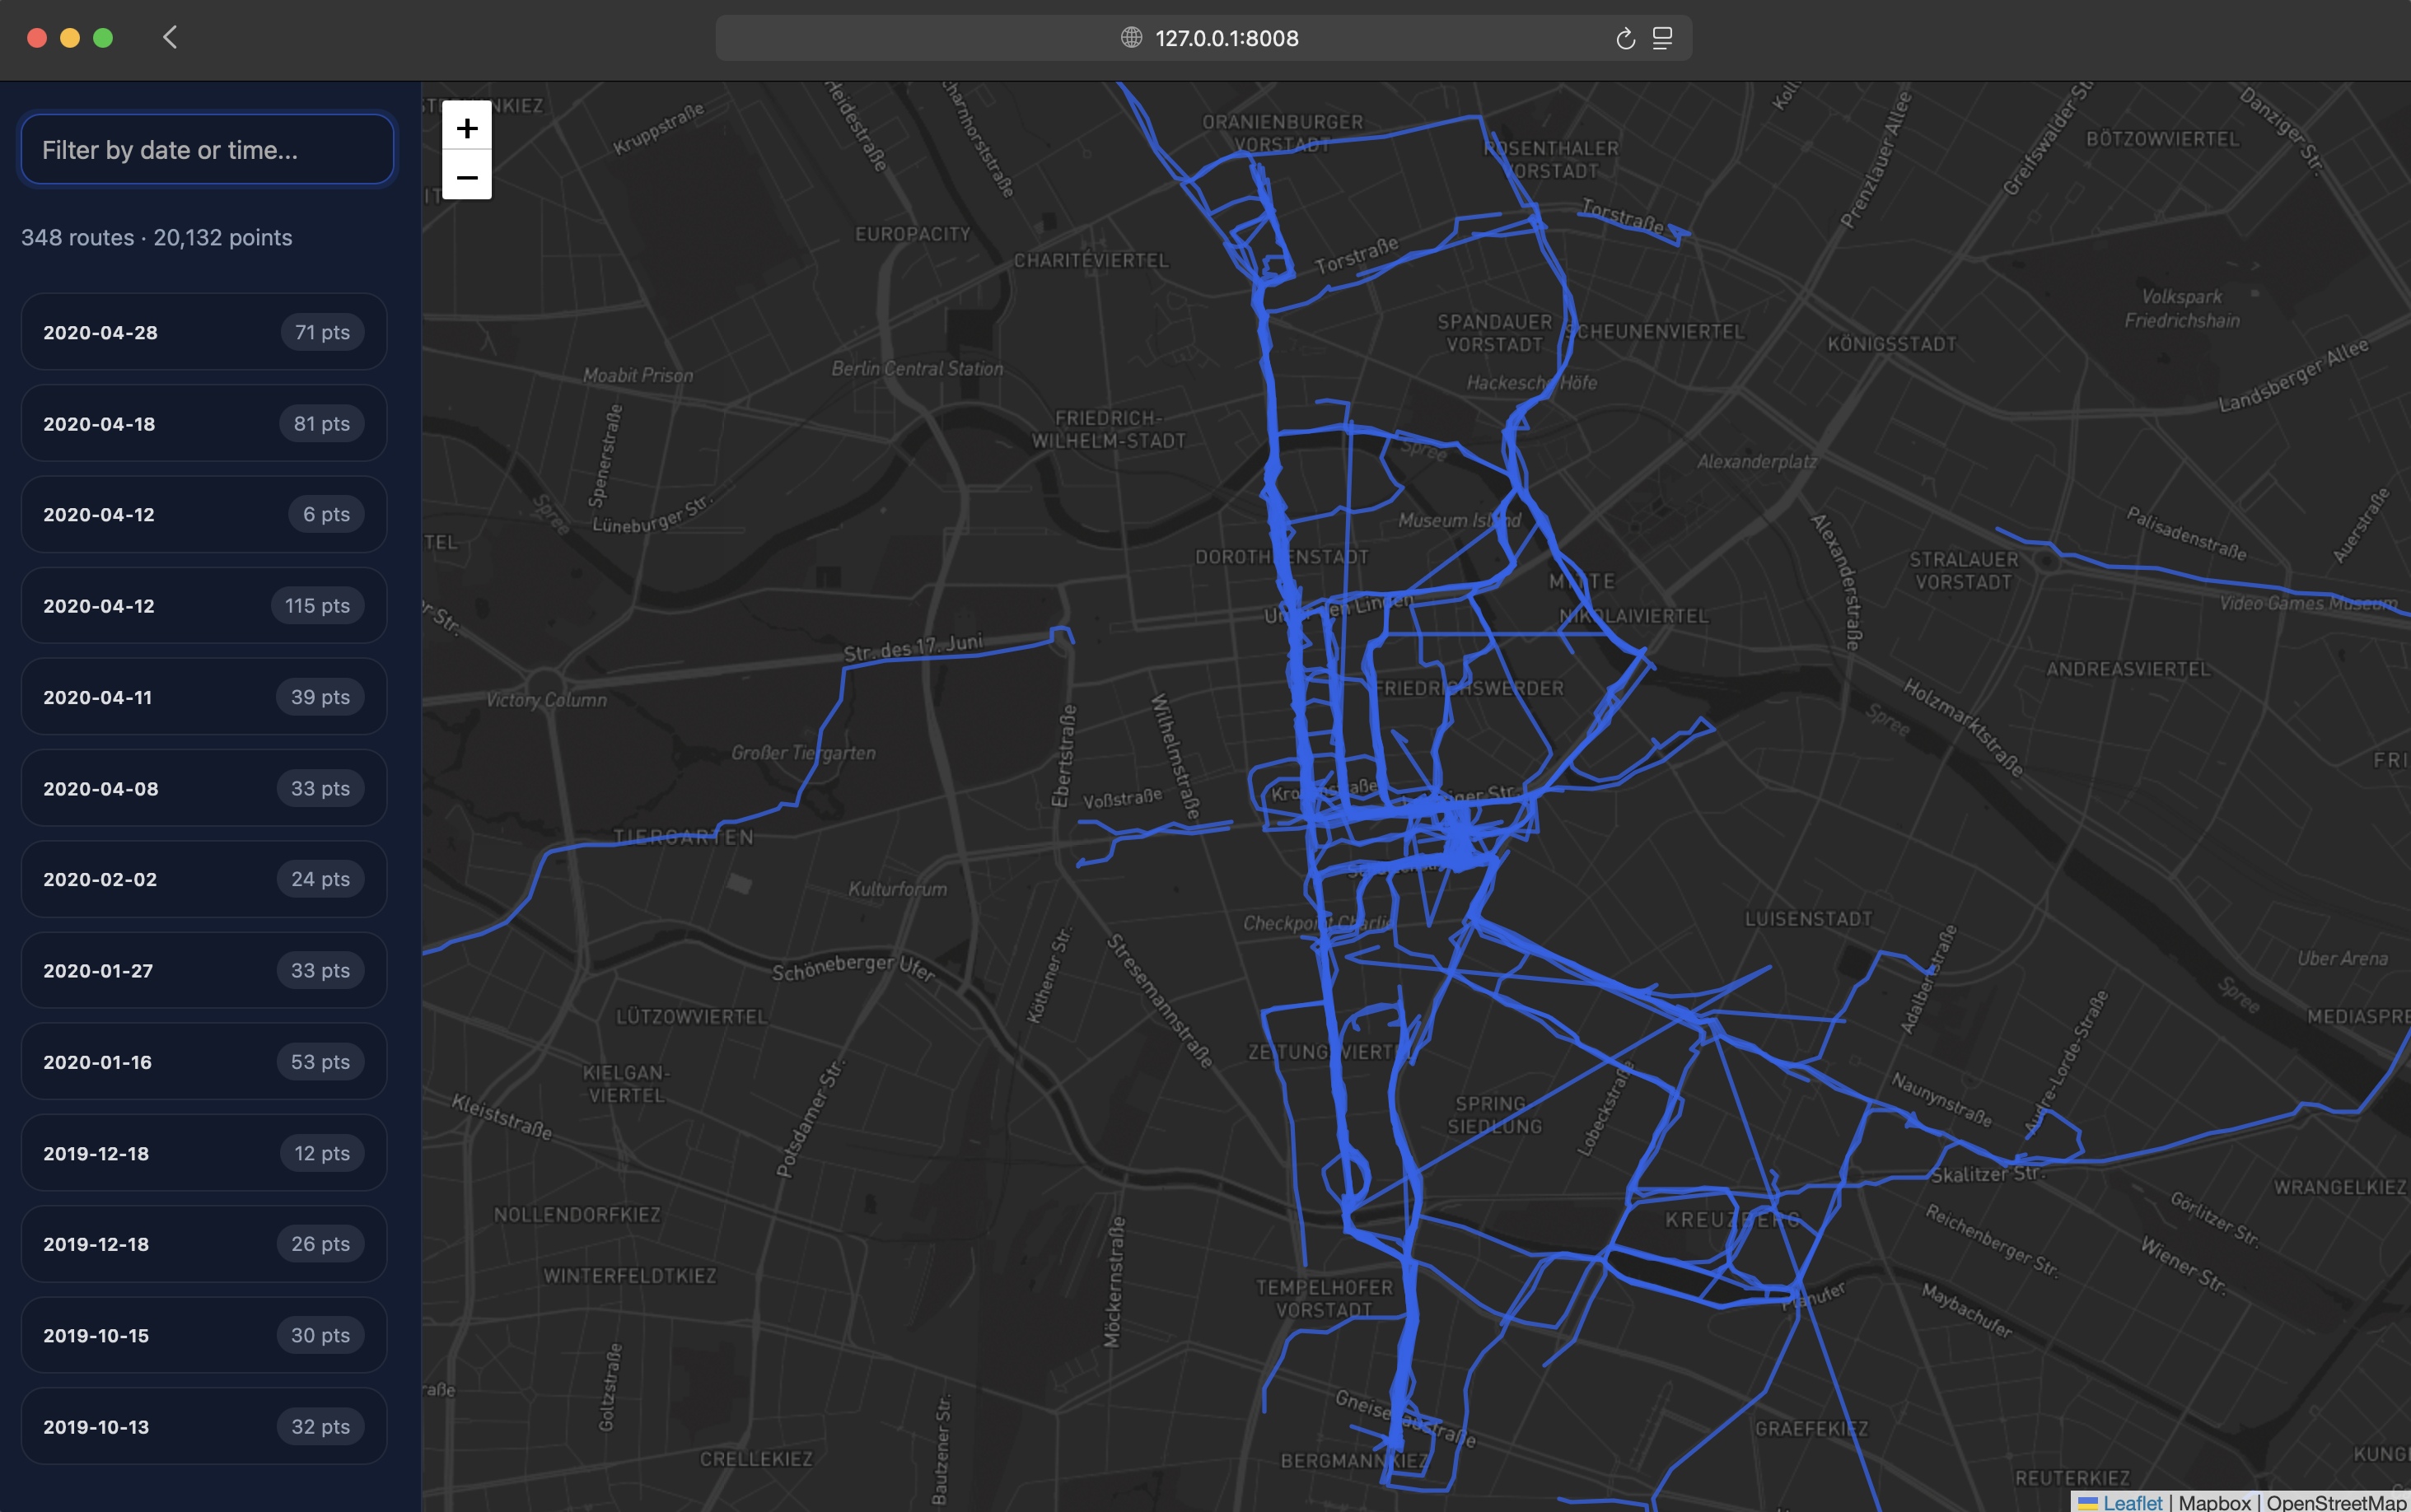 127.0.0.1:8008
Filter by date or time...
348 routes · 20,132 points
2020-04-28 71 pts
2020-04-18 81 pts
2020-04-12 6 pts
2020-04-12 115 pts
2020-04-11 39 pts
2020-04-08 33 pts
2020-02-02 24 pts
2020-01-27 33 pts
2020-01-16 53 pts
2019-12-18 12 pts
2019-12-18 26 pts
2019-10-15 30 pts
2019-10-13 32 pts
+
−
Kruppstraße
Heidestraße
ORANIENBURGER
VORSTADT
ROSENTHALER
VORSTADT
Prenzlauer Allee
Greifswalder Str.
BÖTZOWVIERTEL
Danziger Str.
EUROPACITY
CHARITÉVIERTEL
Torstraße
Torstraße
SPANDAUER
VORSTADT
SCHEUNENVIERTEL
KÖNIGSSTADT
Volkspark
Friedrichshain
Landsberger Allee
Moabit Prison
Berlin Central Station
Hackesche Höfe
FRIEDRICH-
WILHELM-STADT
Spenerstraße
Lüneburger Str.
Spree
Spree
Alexanderplatz
Museum Island
DOROTHEENSTADT
MITTE
NIKOLAIVIERTEL
Alexanderstraße
STRALAUER
VORSTADT
Palisadenstraße
Auerstraße
Video Games Museum
Unter den Linden
Str. des 17. Juni
Victory Column
Großer Tiergarten
Ebertstraße
Wilhelmstraße
FRIEDRICHSWERDER
ANDREASVIERTEL
Holzmarktstraße
Spree
Voßstraße
TIERGARTEN
Kulturforum
Checkpoint Charlie
LUISENSTADT
Adalbertstraße
Uber Arena
Spree
Schöneberger Ufer
Köthener Str.
Stresemannstraße
LÜTZOWVIERTEL
ZEITUNGSVIERTEL
KIELGAN-
VIERTEL
Kleiststraße
Potsdamer Str.
SPRING
SIEDLUNG
Lobeckstraße
Naunynstraße
Audre-Lorde-Straße
Skalitzer Str.
WRANGELKIEZ
NOLLENDORFKIEZ
KREUZBERG
Reichenberger Str.
Görlitzer Str.
Wiener Str.
WINTERFELDTKIEZ
Möckernstraße
TEMPELHOFER
VORSTADT
Planufer
Maybachufer
Goltzstraße
Gneisenaustraße
GRAEFEKIEZ
CRELLEKIEZ
Bautzener Str.
BERGMANNKIEZ
REUTERKIEZ
Leaflet | Mapbox | OpenStreetMap